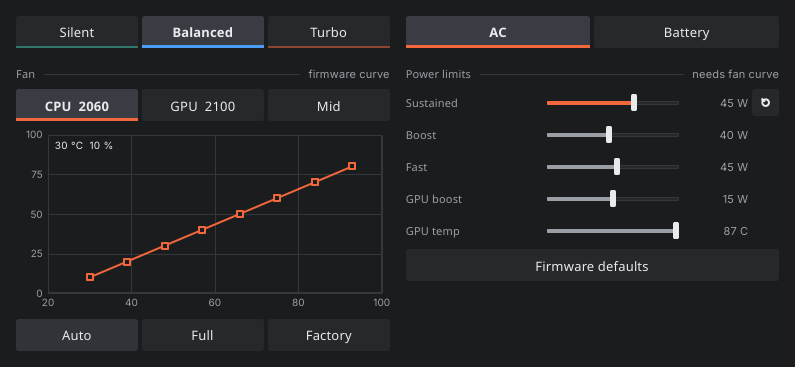 Silent Balanced Turbo
AC Battery
Fan firmware curve
Power limits needs fan curve
CPU 2060 GPU 2100 Mid
Sustained 45 W
Boost 40 W
Fast 45 W
GPU boost 15 W
GPU temp 87 C
Firmware defaults
100
75
50
25
0
30 °C 10 %
20 40 60 80 100
Auto Full Factory